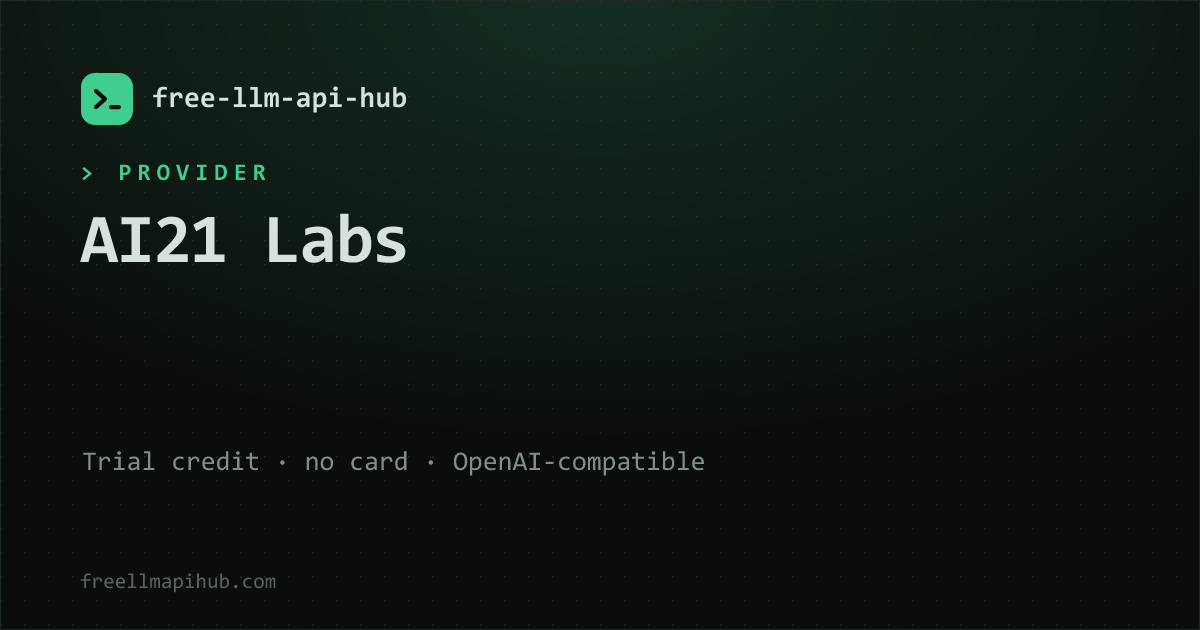 free-llm-api-hub
> PROVIDER
AI21 Labs
Trial credit · no card · OpenAI-compatible
freellmapihub.com